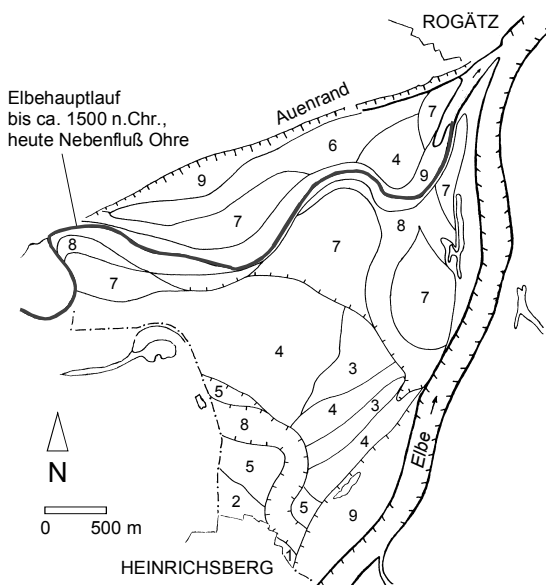 ROGÄTZ
Elbehauptlauf
bis ca. 1500 n.Chr.,
heute Nebenfluß Ohre
Auenrand
7
6
4
9
9
7
7
8
8
7
7
7
4
3
5
4
3
8
4
5
5
2
9
1
N
Elbe
0 500 m
HEINRICHSBERG